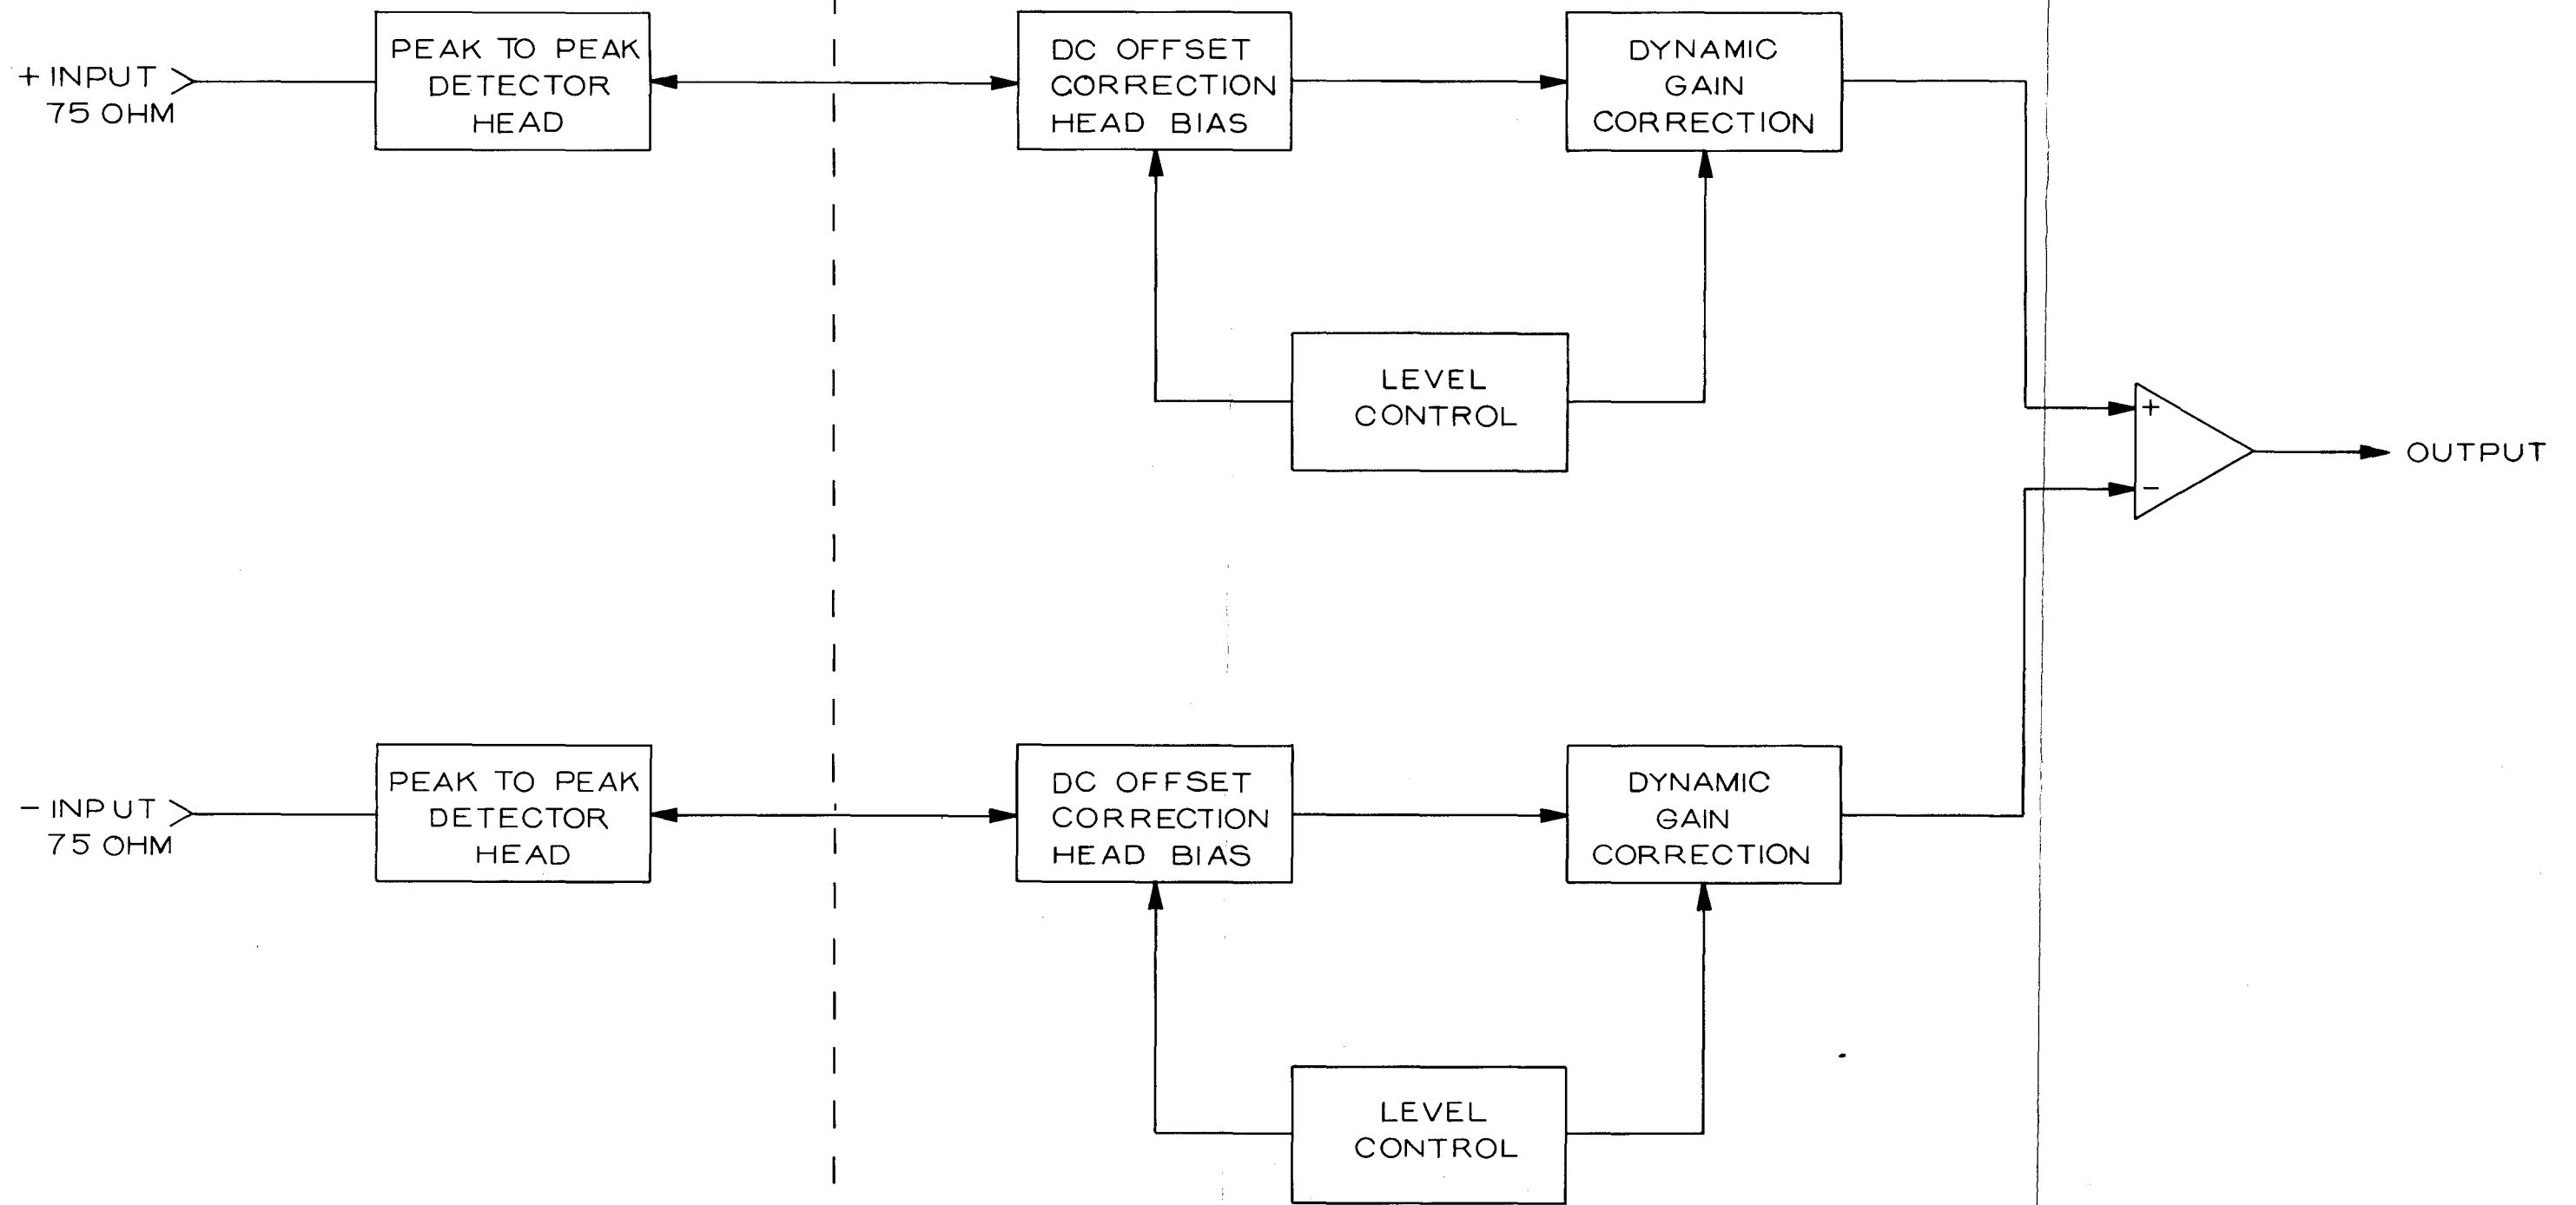 + INPUT
75 OHM
PEAK TO PEAK
DETECTOR
HEAD
DC OFFSET
CORRECTION
HEAD BIAS
DYNAMIC
GAIN
CORRECTION
LEVEL
CONTROL
+
-
OUTPUT
- INPUT
75 OHM
PEAK TO PEAK
DETECTOR
HEAD
DC OFFSET
CORRECTION
HEAD BIAS
DYNAMIC
GAIN
CORRECTION
LEVEL
CONTROL